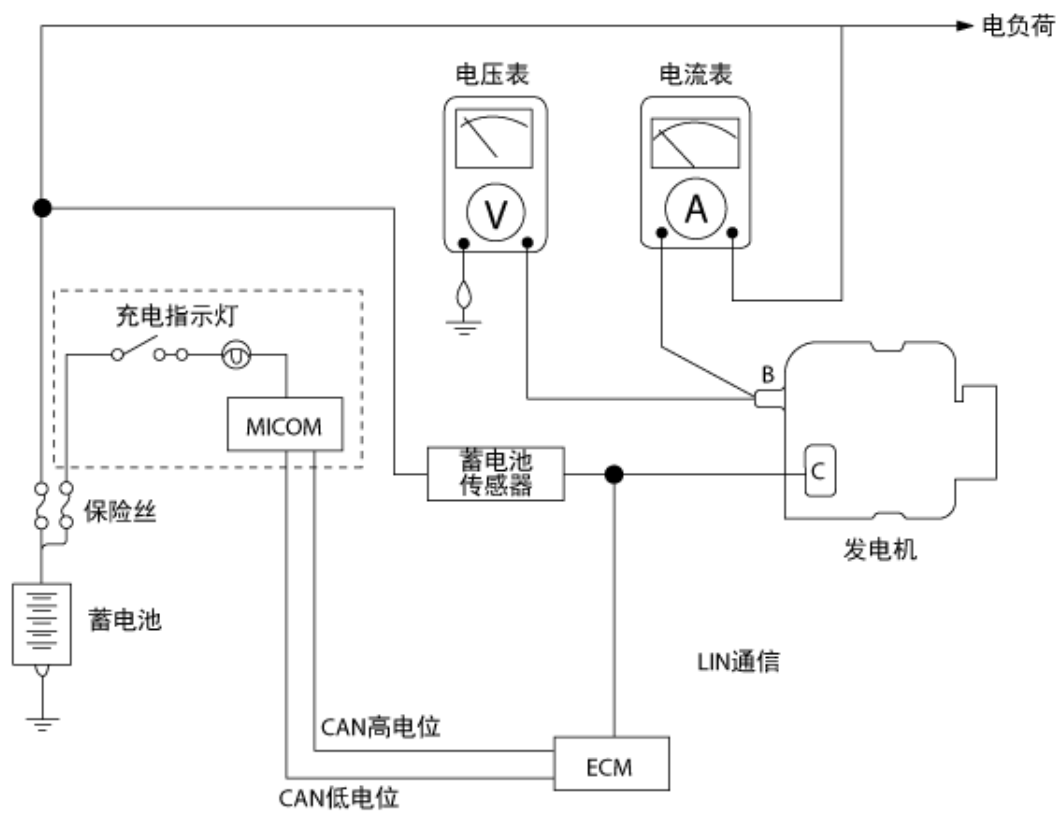 电负荷
电压表
电流表
V
A
充电指示灯
B
MICOM
蓄电池
传感器
C
保险丝
发电机
蓄电池
LIN通信
CAN高电位
ECM
CAN低电位